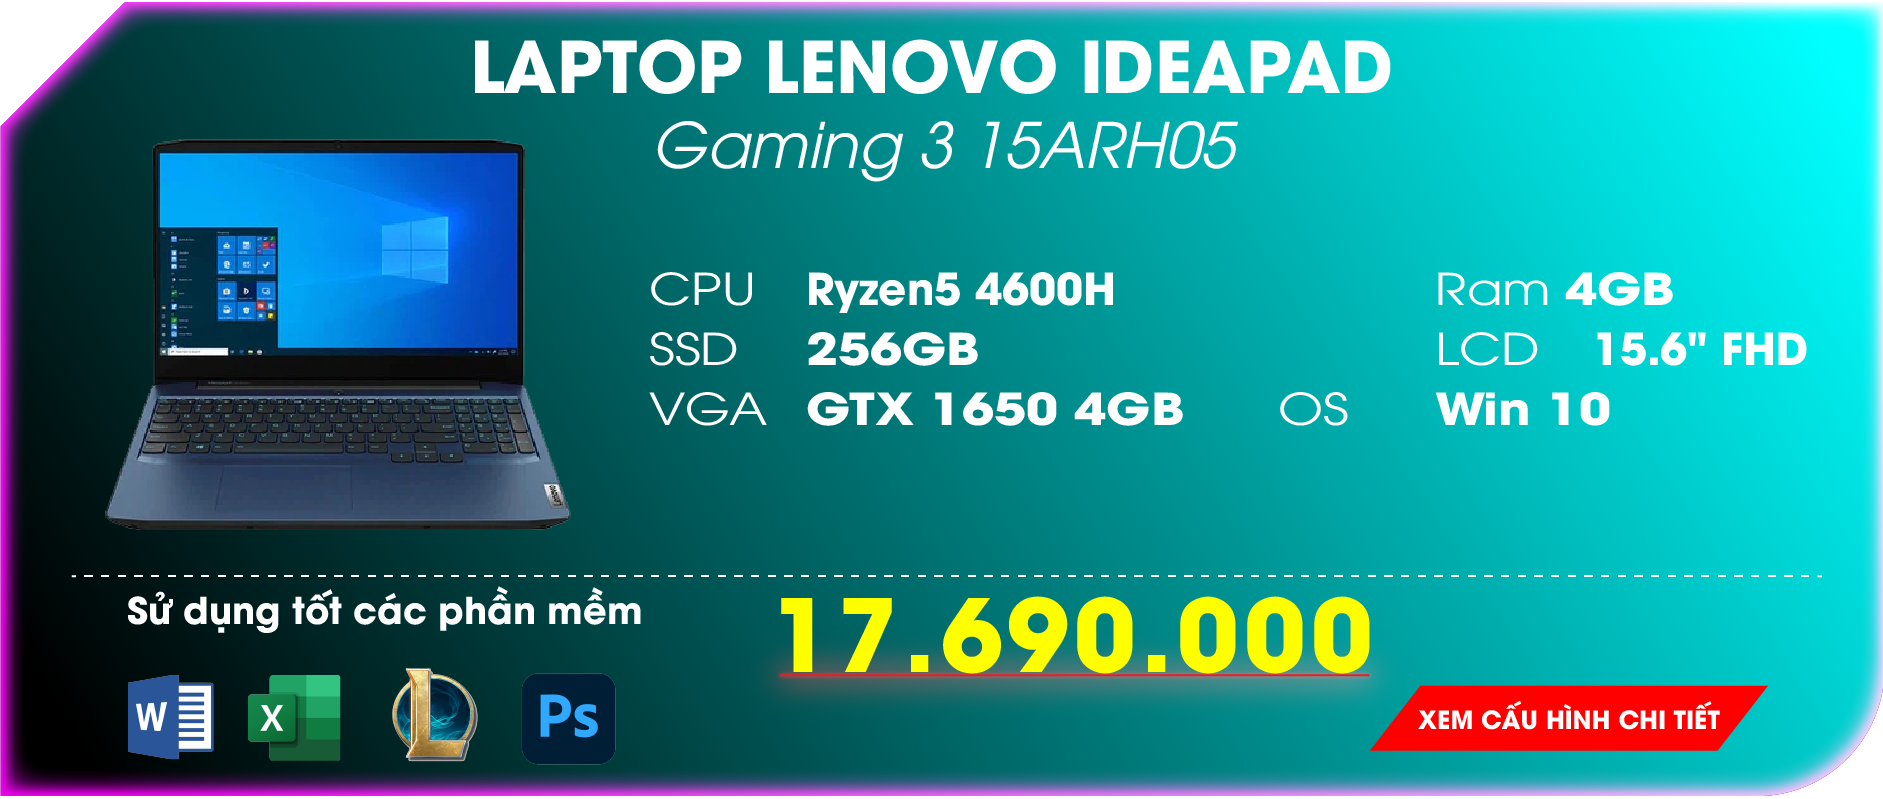 LAPTOP LENOVO IDEAPAD
Gaming 3 15ARH05
CPU Ryzen5 4600H Ram 4GB
SSD 256GB LCD 15.6" FHD
VGA GTX 1650 4GB OS Win 10
Sử dụng tốt các phần mềm
17.690.000
W X L Ps
XEM CẤU HÌNH CHI TIẾT